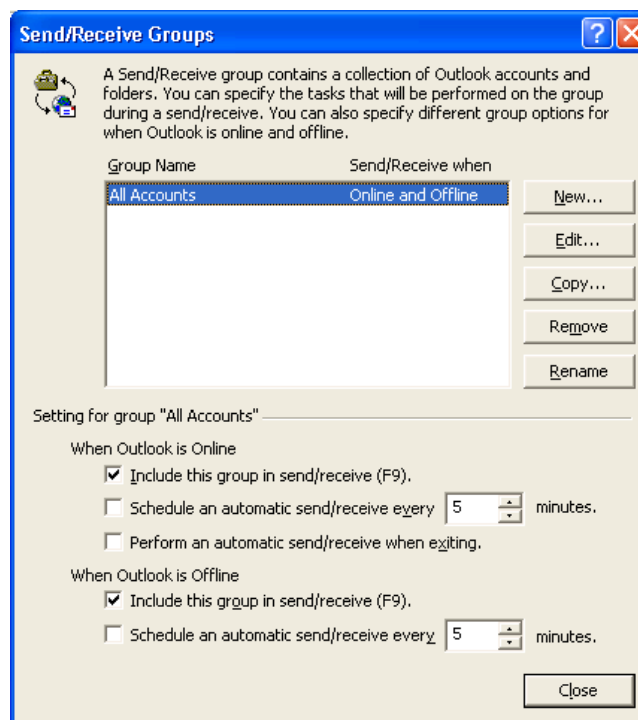 Send/Receive Groups
A Send/Receive group contains a collection of Outlook accounts and
folders. You can specify the tasks that will be performed on the group
during a send/receive. You can also specify different group options for
when Outlook is online and offline.
Group Name Send/Receive when
All Accounts Online and Offline
New...
Edit...
Copy...
Remove
Rename
Setting for group "All Accounts"
When Outlook is Online
Include this group in send/receive (F9).
Schedule an automatic send/receive every 5 minutes.
Perform an automatic send/receive when exiting.
When Outlook is Offline
Include this group in send/receive (F9).
Schedule an automatic send/receive every 5 minutes.
Close